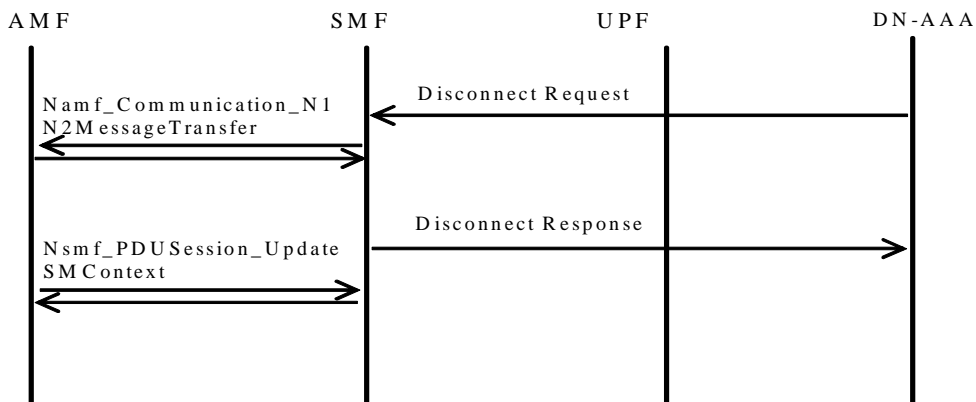 AMF SMF UPF DN-AAA
Disconnect Request
Namf_Communication_N1
N2MessageTransfer
Disconnect Response
Nsmf_PDUSession_Update
SMContext